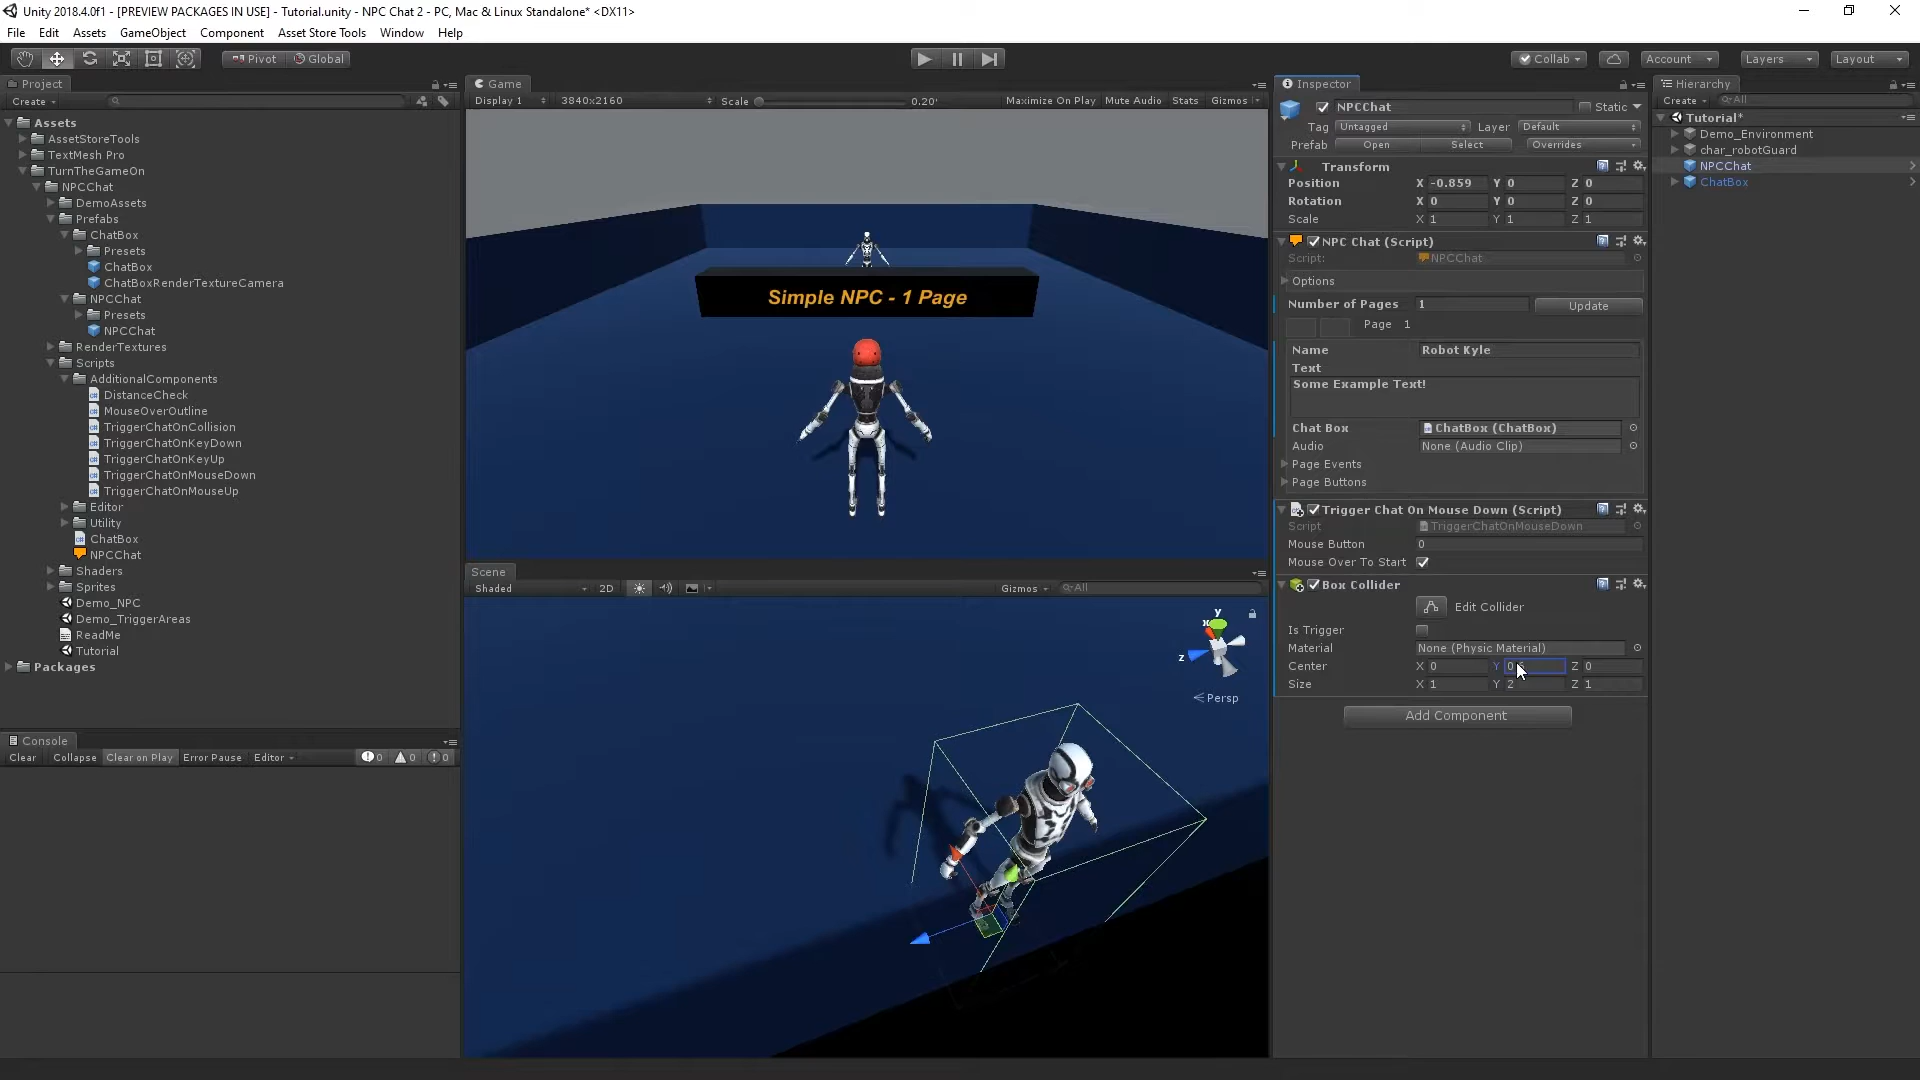 Unity 2018.4.0f1 - [PREVIEW PACKAGES IN USE] - Tutorial.unity - NPC Chat 2 - PC, Mac & Linux Standalone* <DX11>
File Edit Assets GameObject Component Asset Store Tools Window Help
Pivot Global Collab Account Layers Layout
Project
Create
Assets
AssetStoreTools
TextMesh Pro
TurnTheGameOn
NPCChat
DemoAssets
Prefabs
ChatBox
Presets
ChatBox
ChatBoxRenderTextureCamera
NPCChat
Presets
NPCChat
RenderTextures
Scripts
AdditionalComponents
DistanceCheck
MouseOverOutline
TriggerChatOnCollision
TriggerChatOnKeyDown
TriggerChatOnKeyUp
TriggerChatOnMouseDown
TriggerChatOnMouseUp
Editor
Utility
ChatBox
NPCChat
Shaders
Sprites
Demo_NPC
Demo_TriggerAreas
ReadMe
Tutorial
Packages
Console
Clear Collapse Clear on Play Error Pause Editor 0 0 0
Game
Display 1 3840x2160 Scale 0.20 Maximize On Play Mute Audio Stats Gizmos
Simple NPC - 1 Page
Scene
Shaded 2D Gizmos All
y
x
z
Persp
Inspector
NPCChat Static
Tag Untagged Layer Default
Prefab Open Select Overrides
Transform
Position X -0.859 Y 0 Z 0
Rotation X 0 Y 0 Z 0
Scale X 1 Y 1 Z 1
NPC Chat (Script)
Script: NPCChat
Options
Number of Pages 1 Update
Page 1
Name Robot Kyle
Text
Some Example Text!
Chat Box ChatBox (ChatBox)
Audio None (Audio Clip)
Page Events
Page Buttons
Trigger Chat On Mouse Down (Script)
Script TriggerChatOnMouseDown
Mouse Button 0
Mouse Over To Start
Box Collider
Edit Collider
Is Trigger
Material None (Physic Material)
Center X 0 Y Z 0
Size X 1 Y 2 Z 1
Add Component
Hierarchy
Create All
Tutorial*
Demo_Environment
char_robotGuard
NPCChat
ChatBox